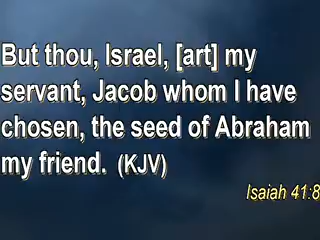 But thou, Israel, [art] my
servant, Jacob whom I have
chosen, the seed of Abraham
my friend. (KJV)
Isaiah 41:8